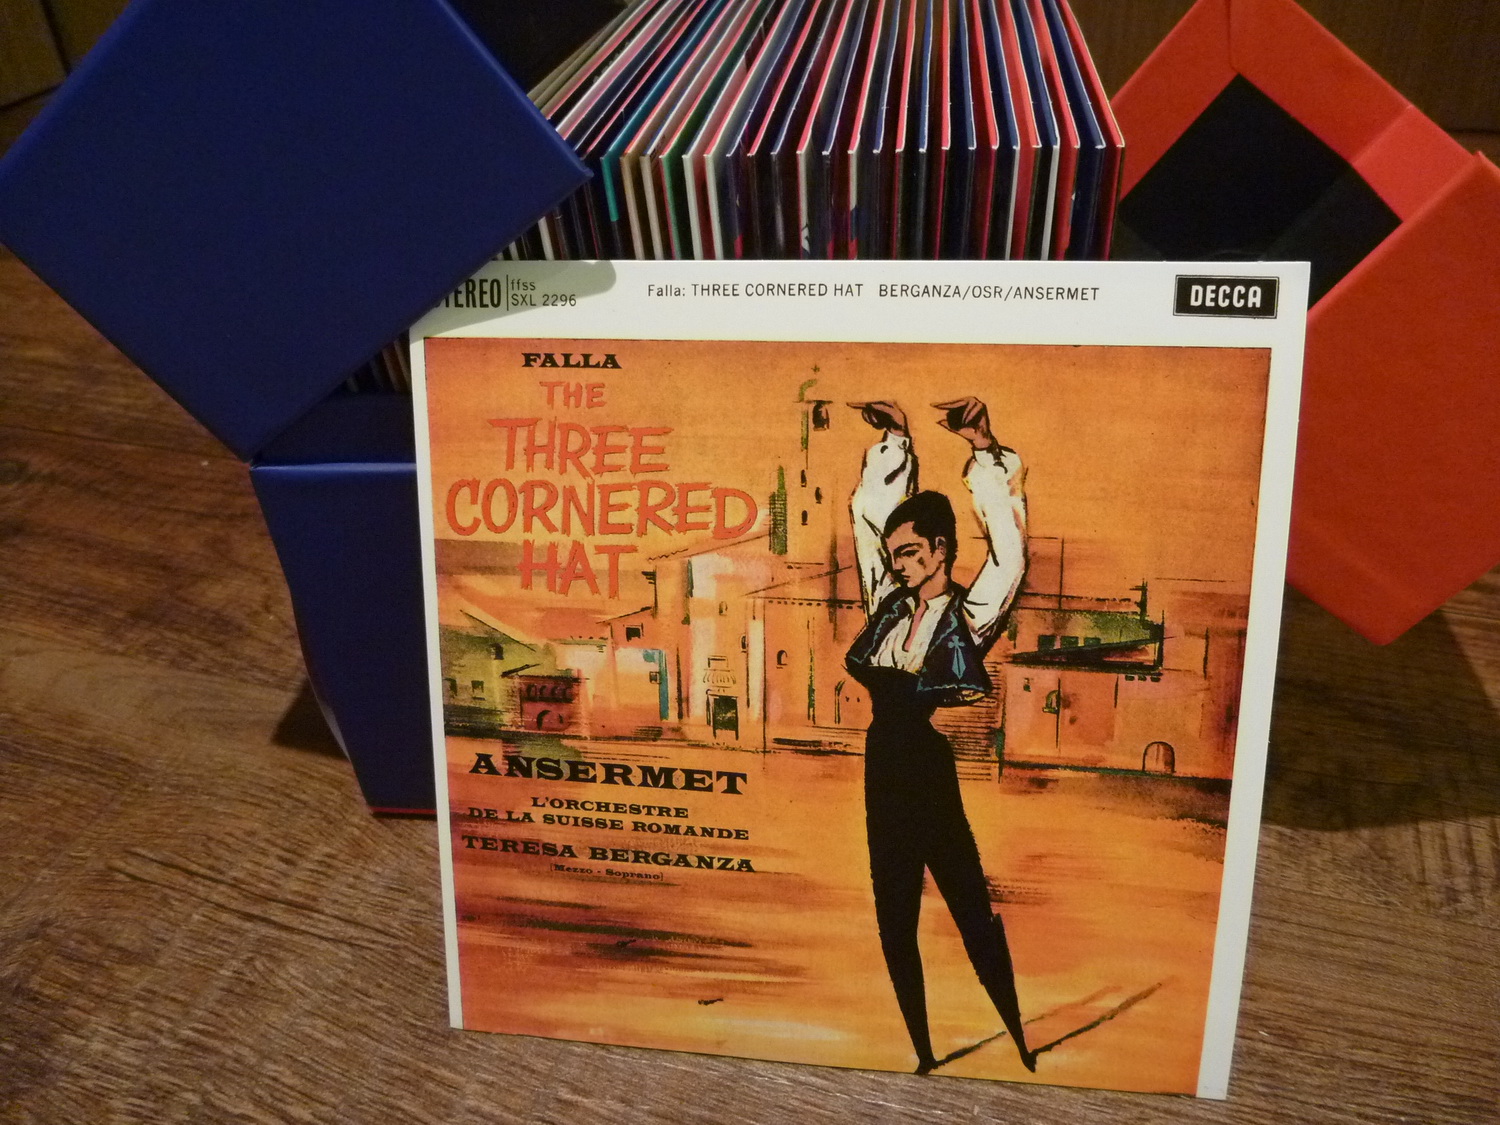 STEREO
ffss
SXL 2296
Falla: THREE CORNERED HAT BERGANZA/OSR/ANSERMET
DECCA
FALLA
THE
THREE
CORNERED
HAT
ANSERMET
L'ORCHESTRE
DE LA SUISSE ROMANDE
TERESA BERGANZA
[Mezzo - Soprano]